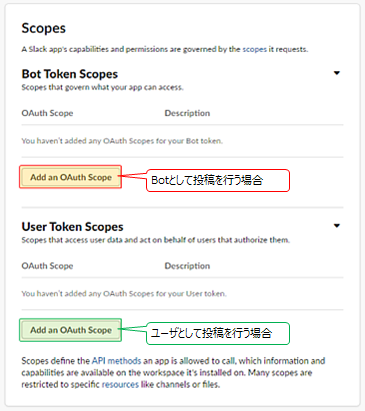 Scopes
A Slack app's capabilities and permissions are governed by the scopes it requests.
Bot Token Scopes
Scopes that govern what your app can access.
OAuth Scope Description
You haven't added any OAuth Scopes for your Bot token.
Add an OAuth Scope
Botとして投稿を行う場合
User Token Scopes
Scopes that access user data and act on behalf of users that authorize them.
OAuth Scope Description
You haven't added any OAuth Scopes for your User token.
Add an OAuth Scope
ユーザとして投稿を行う場合
Scopes define the API methods an app is allowed to call, which information and
capabilities are available on the workspace it's installed on. Many scopes are
restricted to specific resources like channels or files.